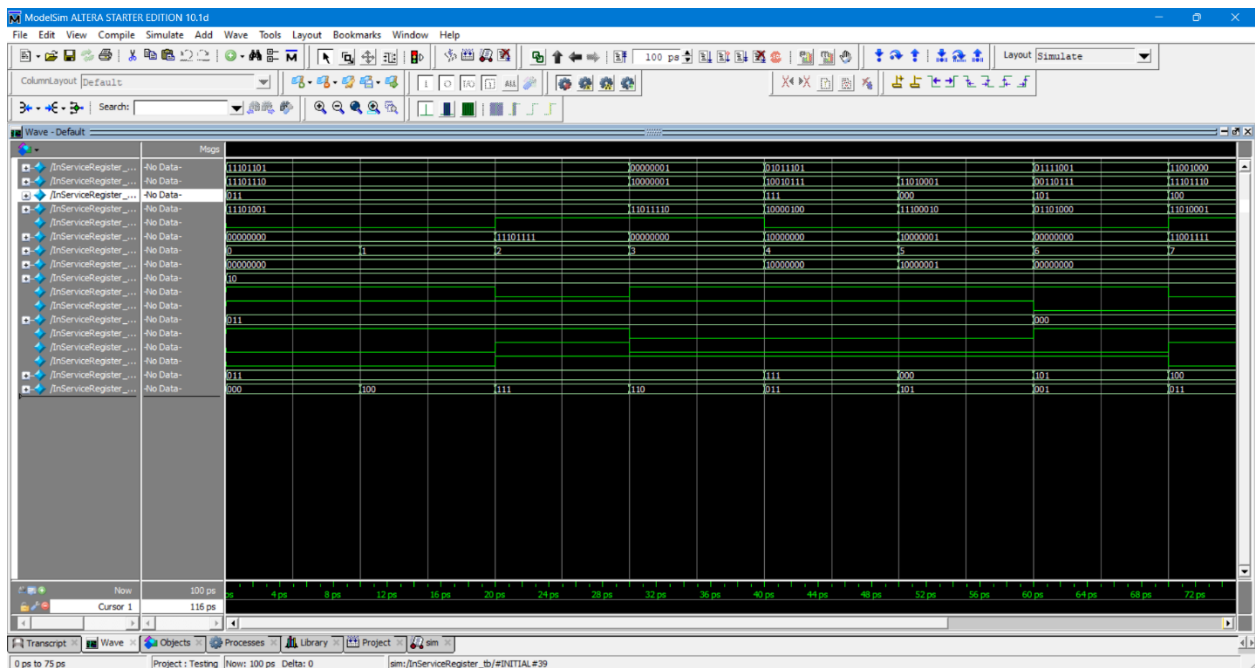 ModelSim ALTERA STARTER EDITION 10.1d
File Edit View Compile Simulate Add Wave Tools Layout Bookmarks Window Help
100 ps Layout Simulate
ColumnLayout Default ALL
Search:
Wave - Default
Msgs
/InServiceRegister_... -No Data- 11101101 00000001 01011101 01111001 11001000
/InServiceRegister_... -No Data- 11101110 10000001 10010111 11010001 00110111 11101110
/InServiceRegister_... -No Data- 011 111 000 101 100
/InServiceRegister_... -No Data- 11101001 11011110 10000100 11100010 01101000 11010001
/InServiceRegister_... -No Data-
/InServiceRegister_... -No Data- 00000000 11101111 00000000 10000000 10000001 00000000 11001111
/InServiceRegister_... -No Data- 0 1 2 3 4 5 6 7
/InServiceRegister_... -No Data- 00000000 10000000 10000001 00000000
/InServiceRegister_... -No Data- 10
/InServiceRegister_... -No Data-
/InServiceRegister_... -No Data-
/InServiceRegister_... -No Data- 011 000
/InServiceRegister_... -No Data-
/InServiceRegister_... -No Data-
/InServiceRegister_... -No Data-
/InServiceRegister_... -No Data- 011 111 000 101 100
/InServiceRegister_... -No Data- 000 100 111 110 011 101 001 011
Now 100 ps ps 4 ps 8 ps 12 ps 16 ps 20 ps 24 ps 28 ps 32 ps 36 ps 40 ps 44 ps 48 ps 52 ps 56 ps 60 ps 64 ps 68 ps 72 ps
Cursor 1 116 ps
Transcript Wave Objects Processes Library Project sim
0 ps to 75 ps Project : Testing Now: 100 ps Delta: 0 sim:/InServiceRegister_tb/#INITIAL#39